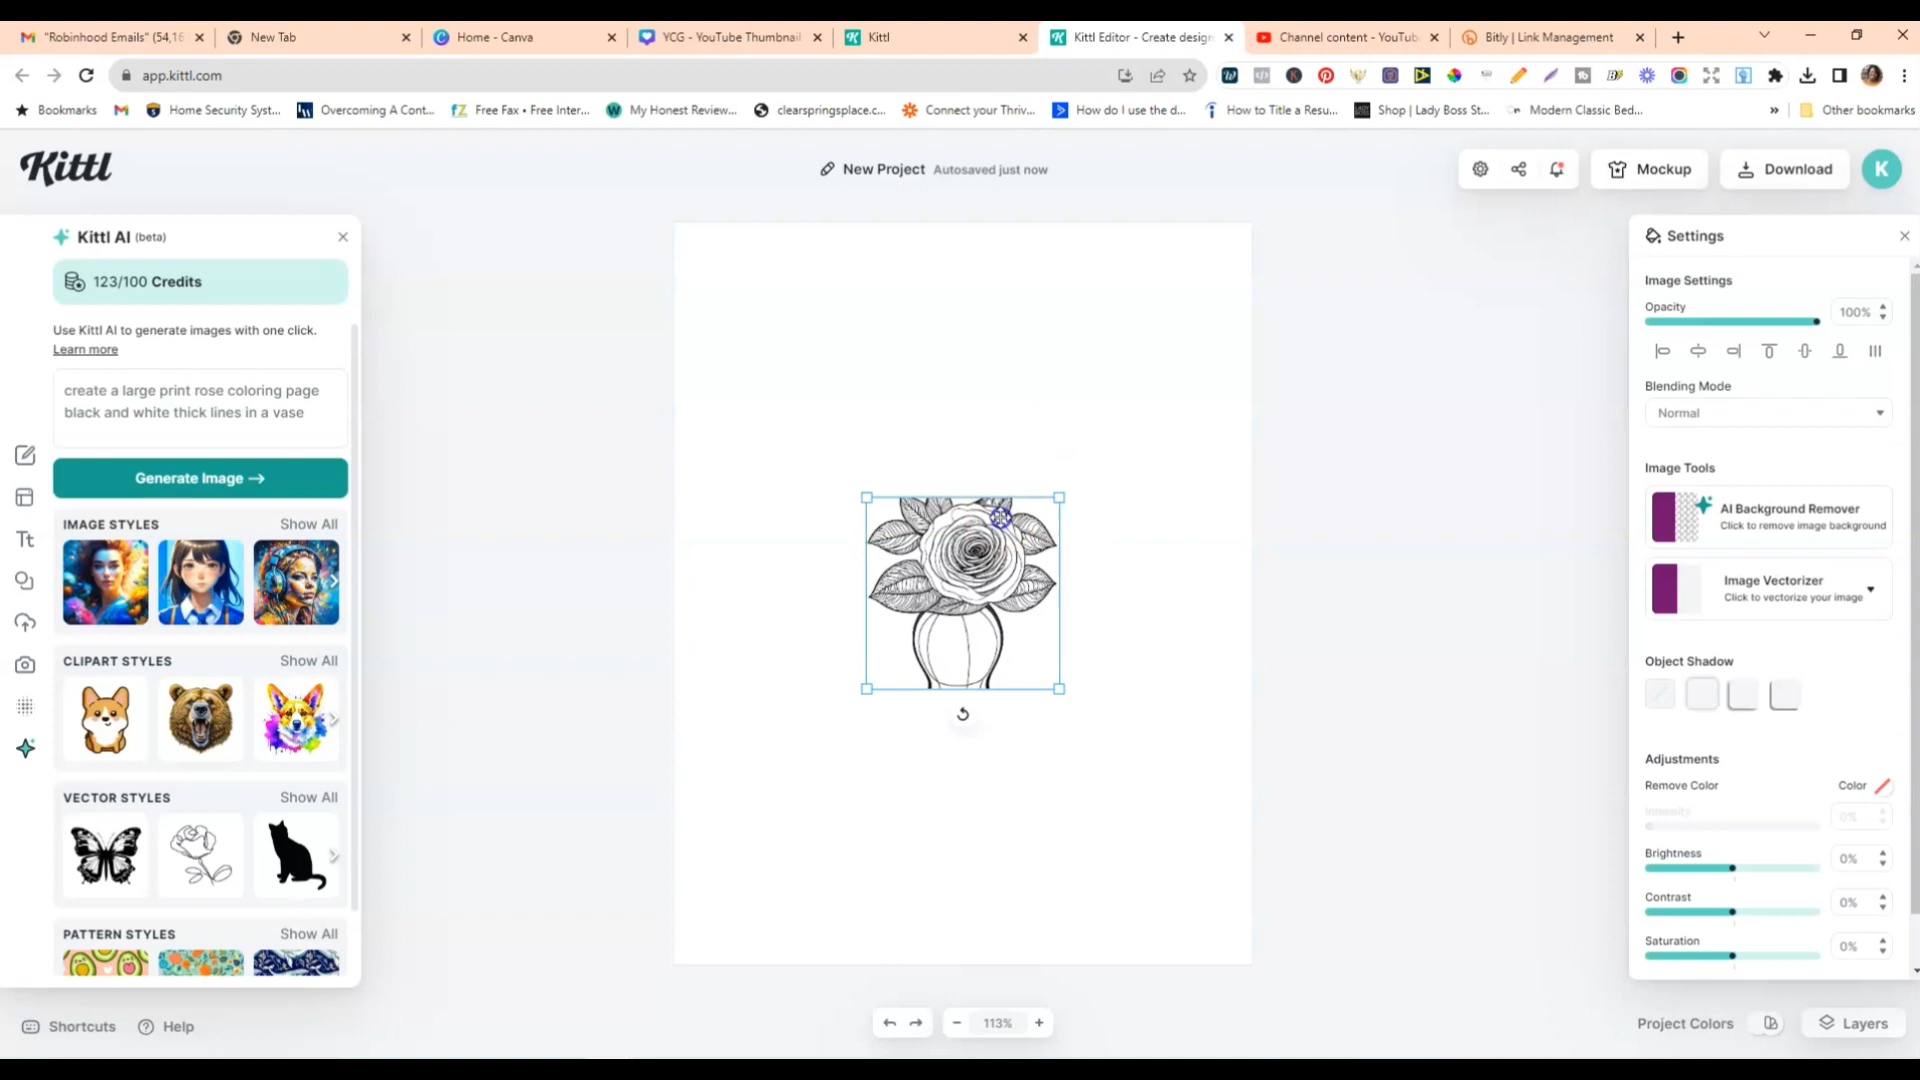 "Robinhood Emails" (54,16
New Tab
Home - Canva
YCG - YouTube Thumbnail
Kittl
Kittl Editor - Create design
Channel content - YouTub
Bitly | Link Management
app.kittl.com
Bookmarks
Home Security Syst...
Overcoming A Cont...
Free Fax • Free Inter...
My Honest Review...
clearspringsplace.c...
Connect your Thriv...
How do I use the d...
How to Title a Resu...
Shop | Lady Boss St...
Modern Classic Bed...
Other bookmarks
Kittl
New Project Autosaved just now
Mockup
Download
K
Kittl AI (beta)
123/100 Credits
Use Kittl AI to generate images with one click.
Learn more
create a large print rose coloring page
black and white thick lines in a vase
Generate Image →
IMAGE STYLES Show All
CLIPART STYLES Show All
VECTOR STYLES Show All
PATTERN STYLES Show All
Shortcuts
Help
113%
Settings
Image Settings
Opacity
100%
Blending Mode
Normal
Image Tools
AI Background Remover
Click to remove image background
Image Vectorizer
Click to vectorize your image
Object Shadow
Adjustments
Remove Color Color
Intensity
0%
Brightness
0%
Contrast
0%
Saturation
0%
Project Colors
Layers